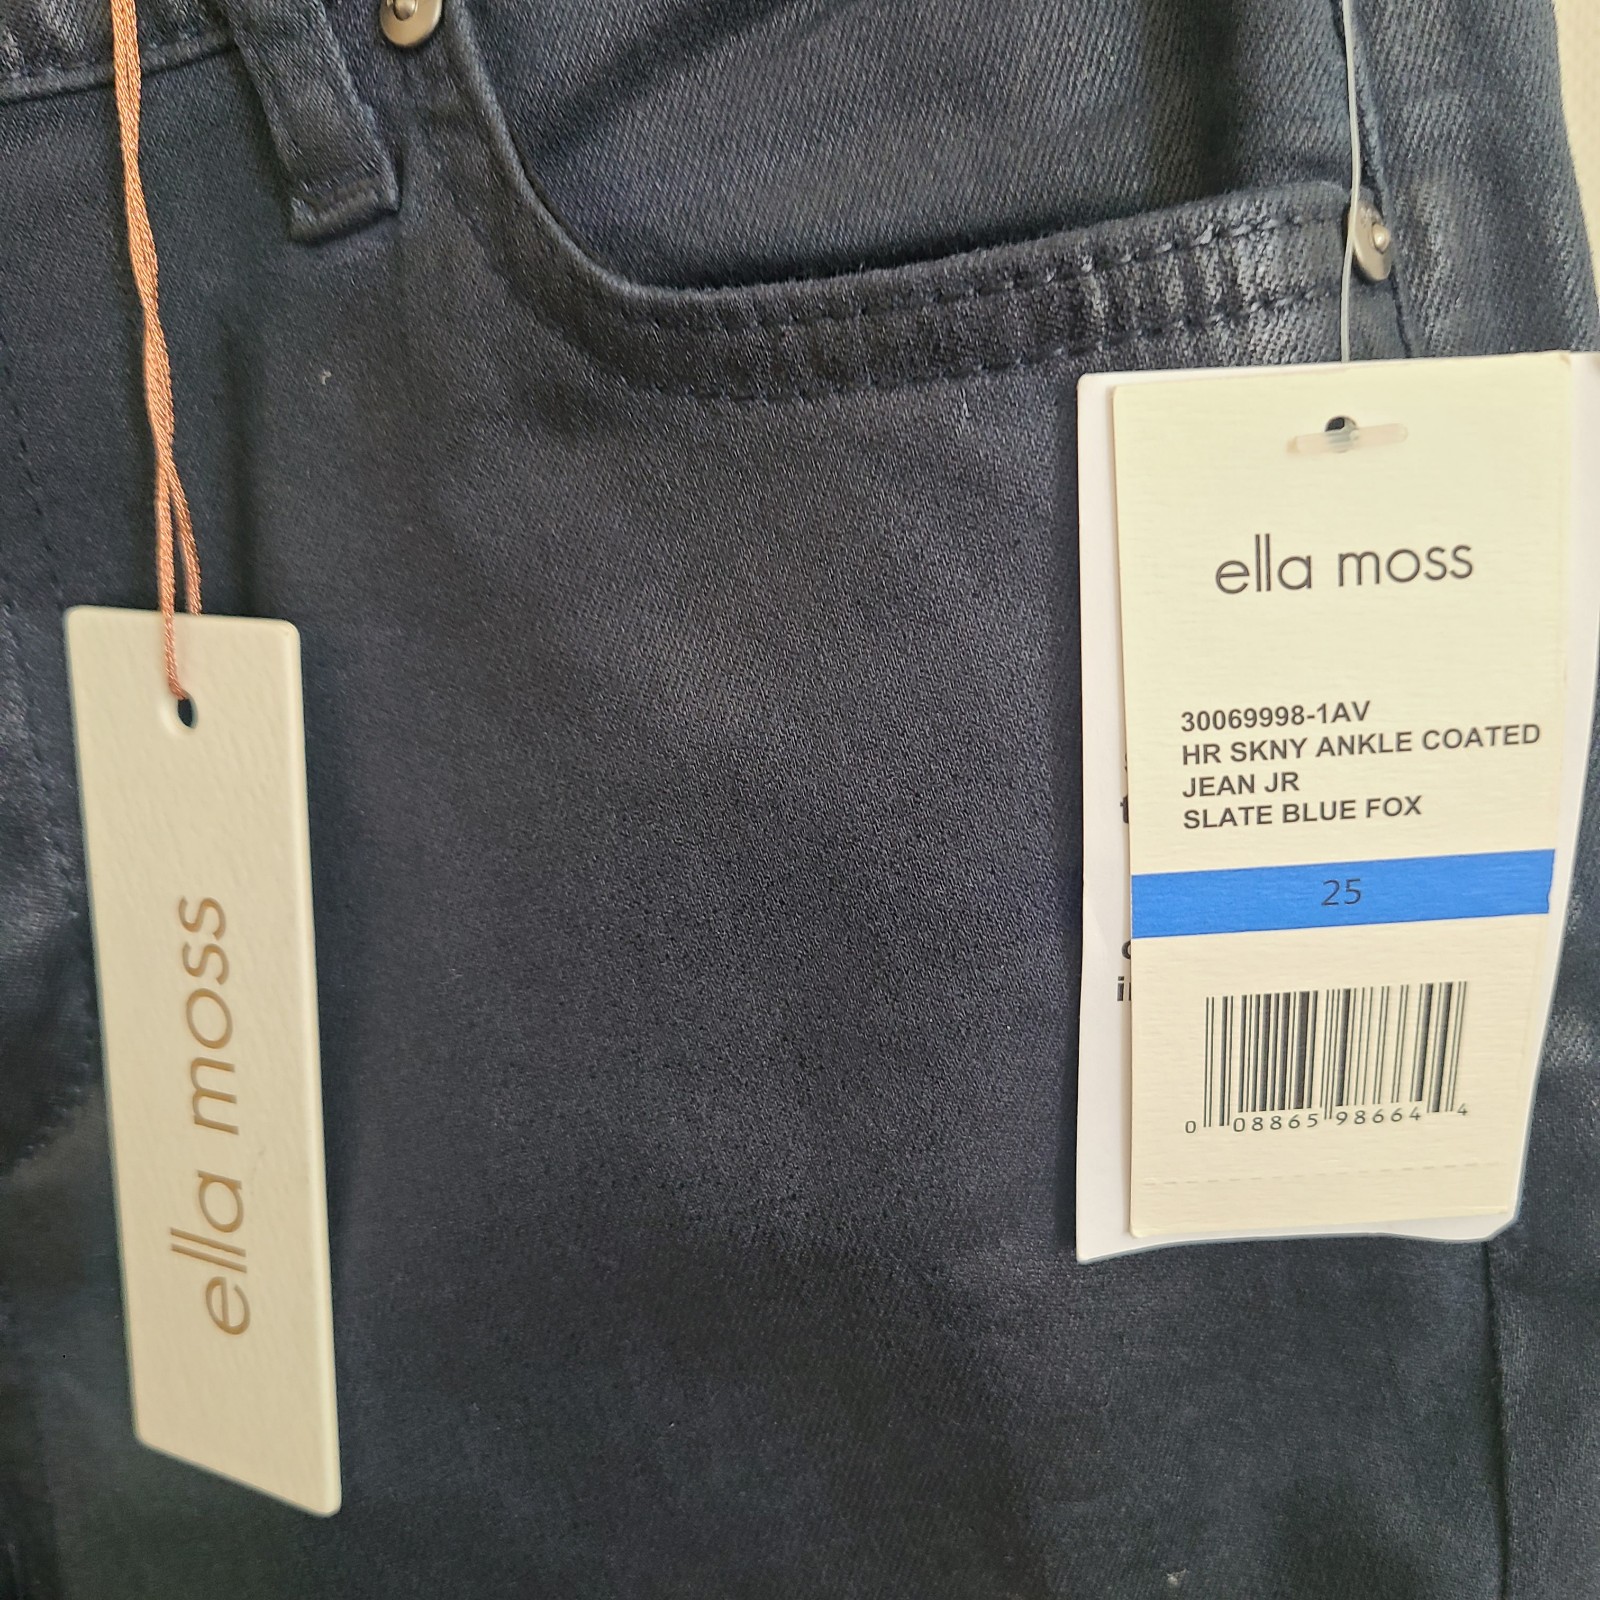 ella moss
ella moss
30069998-1AV
HR SKNY ANKLE COATED
JEAN JR
SLATE BLUE FOX
25
0 08865 98664 4